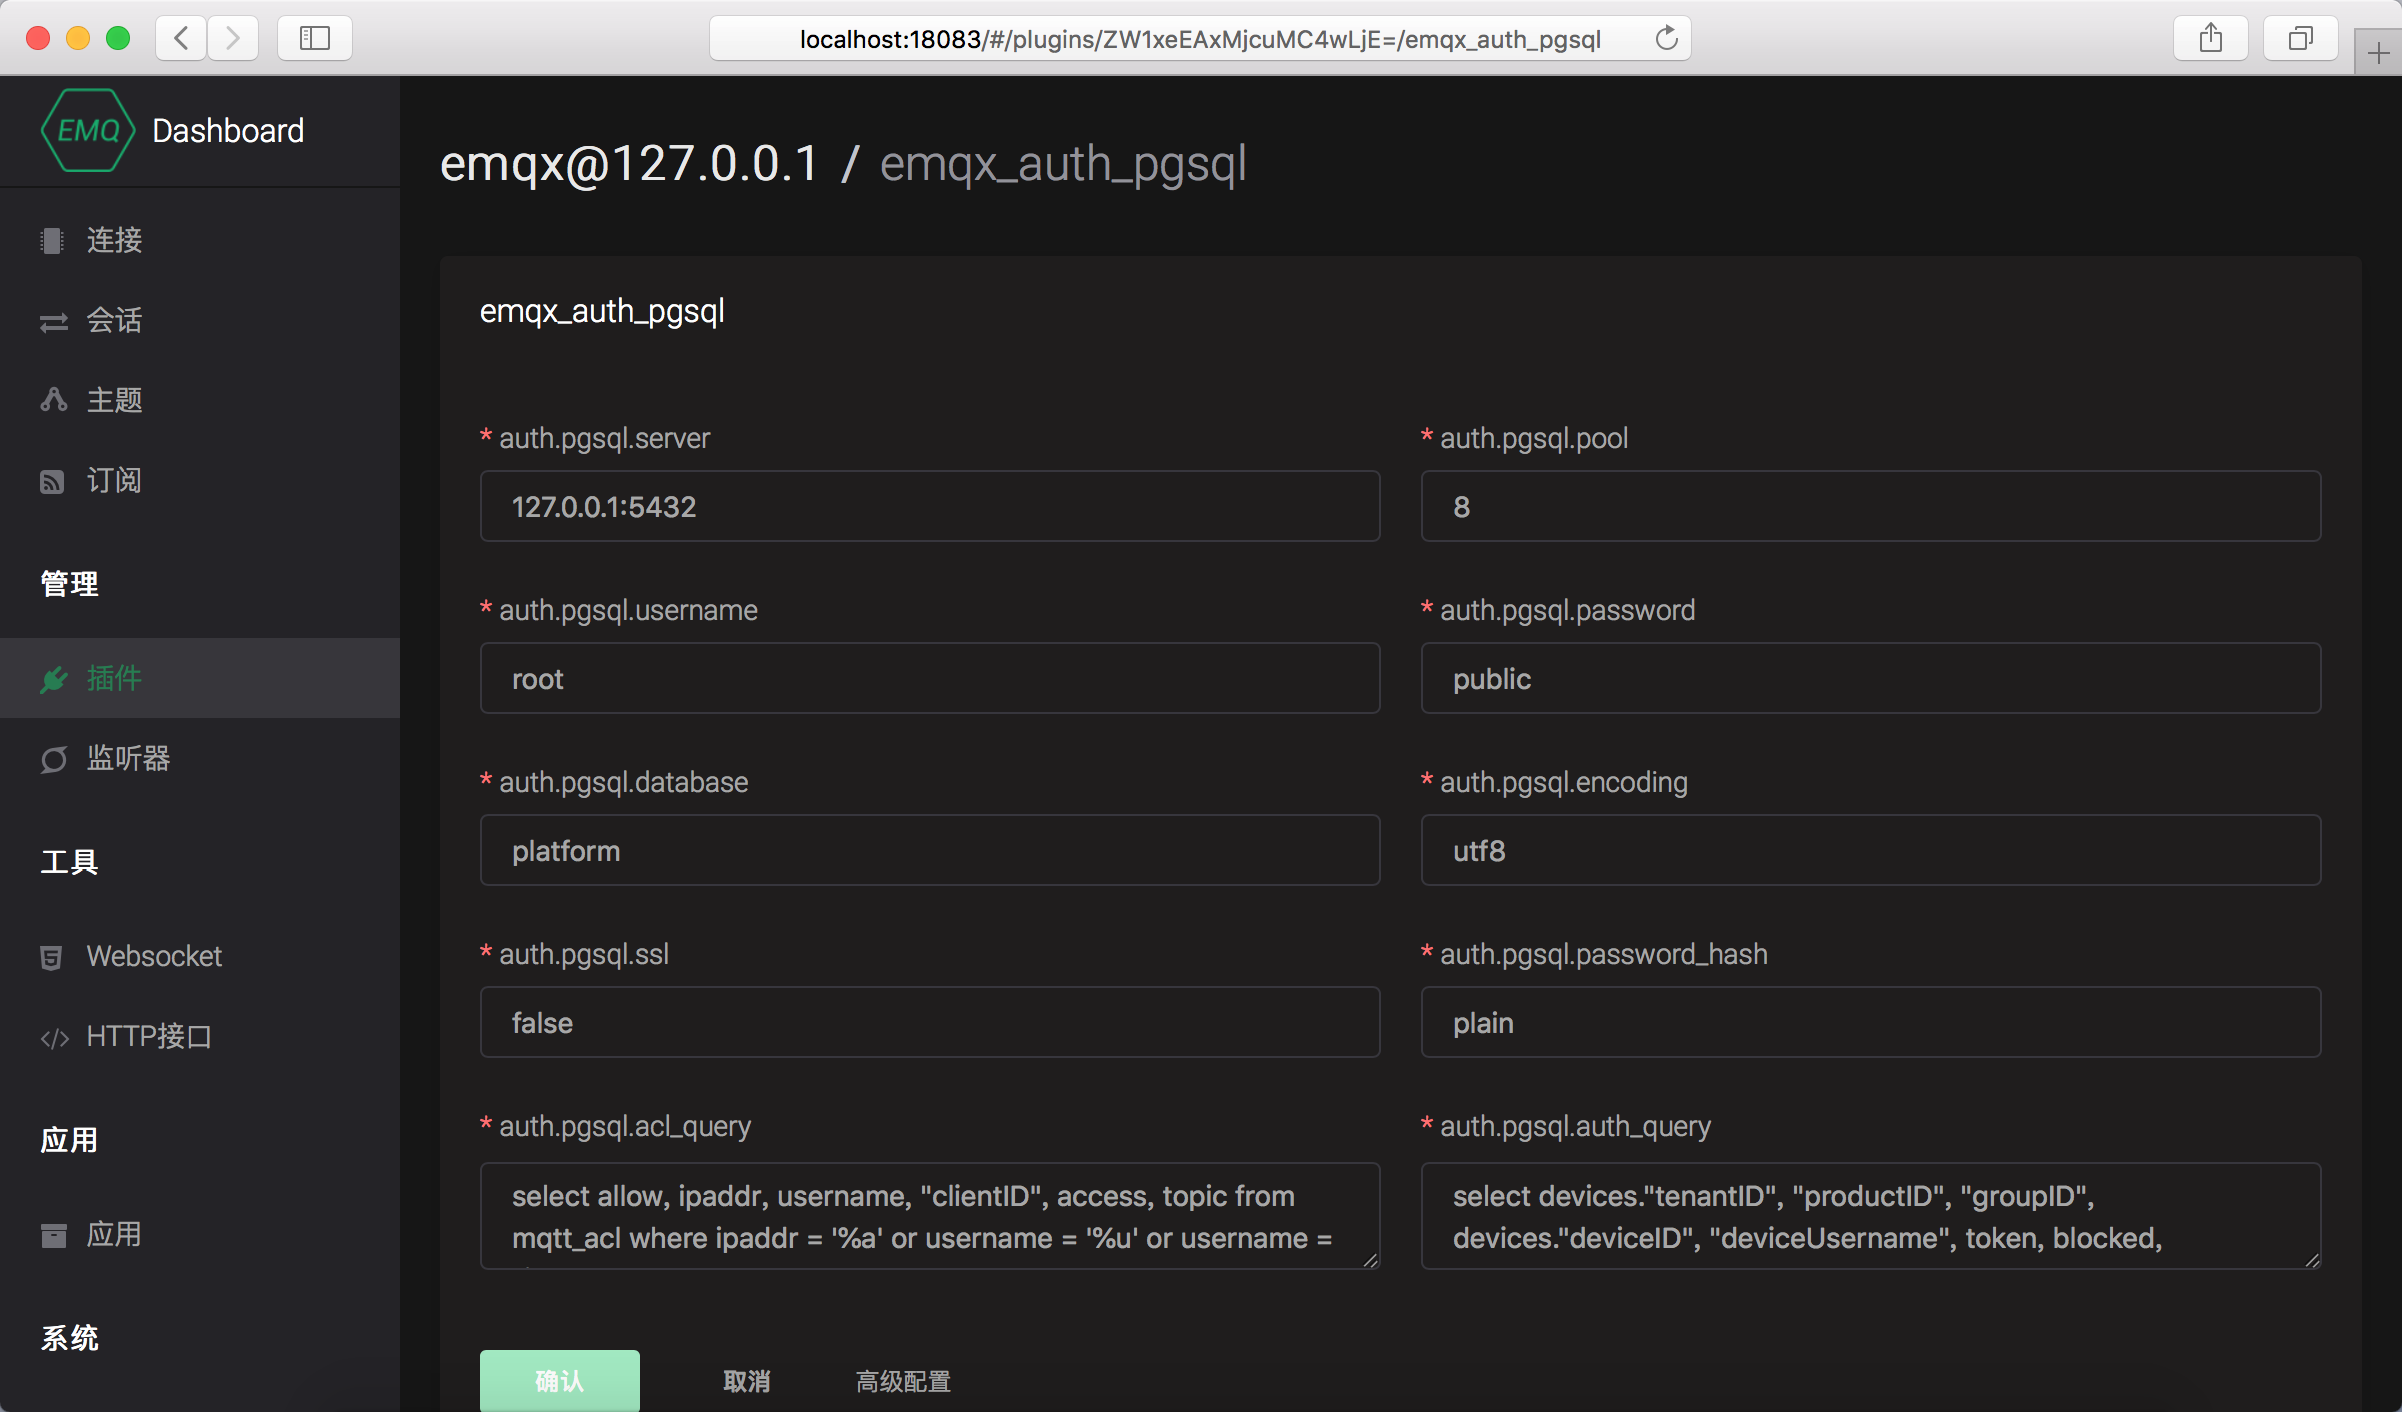 localhost:18083/#/plugins/ZW1xeEAxMjcuMC4wLjE=/emqx_auth_pgsql
EMQ Dashboard
连接
会话
主题
订阅
管理
插件
监听器
工具
Websocket
HTTP接口
应用
应用
系统
emqx@127.0.0.1 / emqx_auth_pgsql
emqx_auth_pgsql
* auth.pgsql.server
127.0.0.1:5432
* auth.pgsql.pool
8
* auth.pgsql.username
root
* auth.pgsql.password
public
* auth.pgsql.database
platform
* auth.pgsql.encoding
utf8
* auth.pgsql.ssl
false
* auth.pgsql.password_hash
plain
* auth.pgsql.acl_query
select allow, ipaddr, username, "clientID", access, topic from
mqtt_acl where ipaddr = '%a' or username = '%u' or username =
* auth.pgsql.auth_query
select devices."tenantID", "productID", "groupID",
devices."deviceID", "deviceUsername", token, blocked,
确认 取消 高级配置